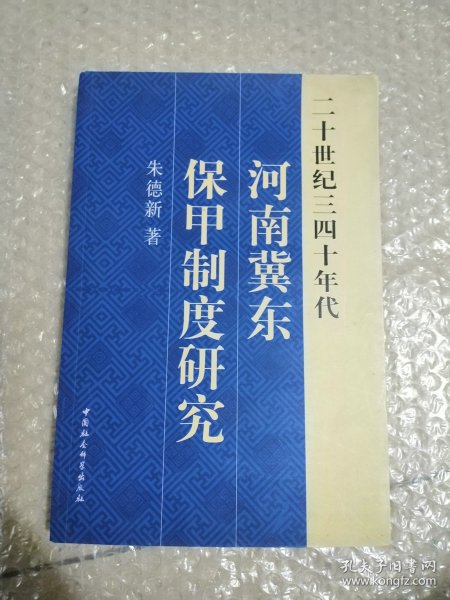 二十世纪三四十年代
河南冀东
保甲制度研究
朱德新 著
中国社会科学出版社
孔夫子旧书网
www.kongfz.com